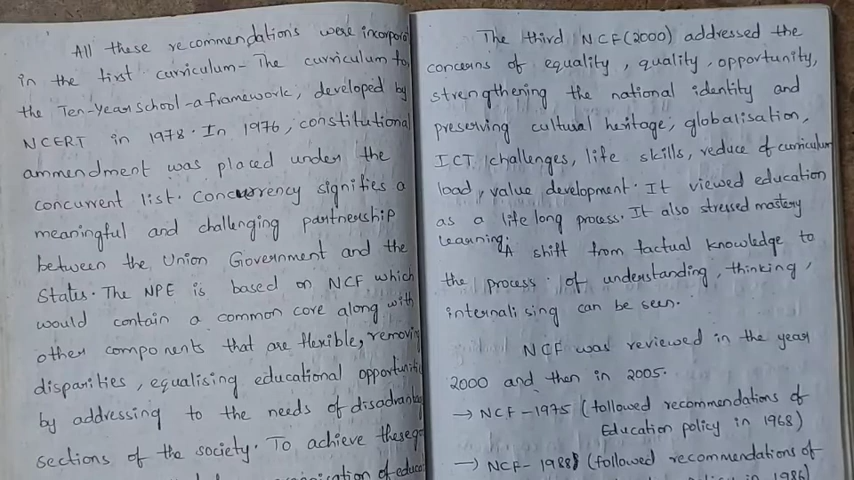 All these recommendations were incorpora
in the first curriculum- The curriculum fo
the Ten-Year school-a framework, developed by
NCERT in 1978. In 1976, constitutional
ammendment was placed under the
concurrent list. Concurrency signifies a
meaningful and challenging partnership
between the Union Government and the
States. The NPE is based on NCF which
would contain a common core along with
other components that are flexible, removin
disparities, equalising educational opportuniti
by addressing to the needs of disadvantag
sections of the society. To achieve these go
of educa
The third NCF(2000) addressed the
concerns of equality, quality, opportunity,
strengthening the national identity and
preserving cultural heritage, globalisation,
ICT challenges, life skills, reduce of curriculum
load, value development. It viewed education
as a life long process. It also stressed mastery
learning. A shift from factual knowledge to
the process of understanding, thinking,
internalising can be seen.
NCF was reviewed in the year
2000 and then in 2005.
→ NCF-1975 (followed recommendations of
Education policy in 1968)
→ NCF-1988 (followed recommendations of
in 1986)